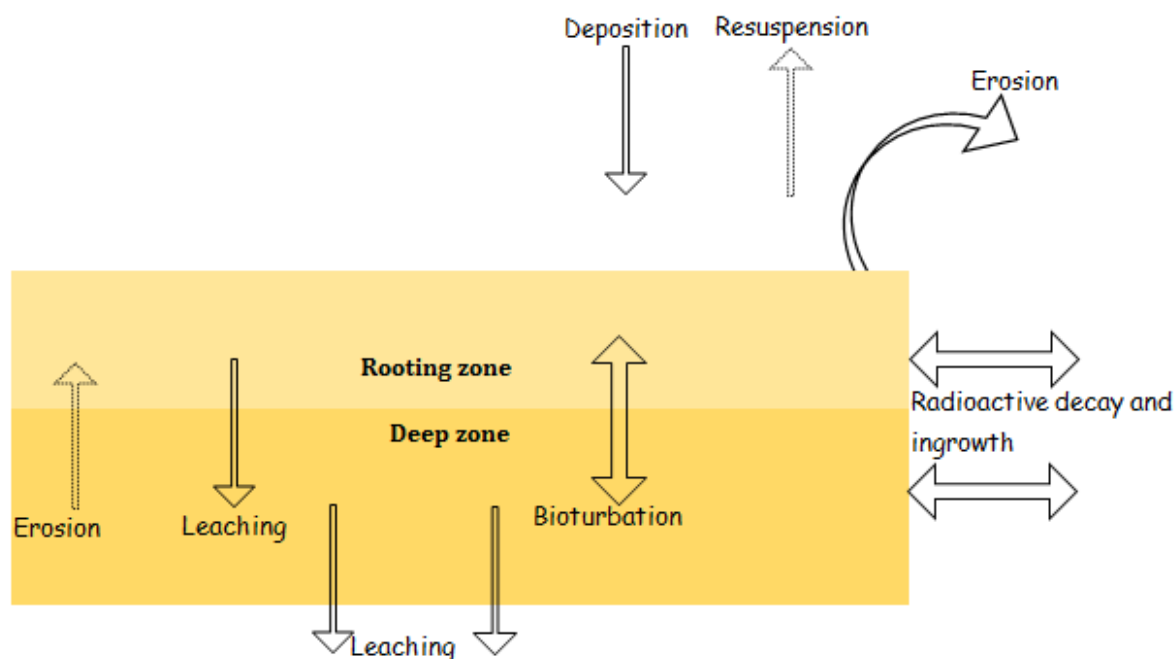 Deposition
Resuspension
Erosion
Rooting zone
Deep zone
Radioactive decay and
ingrowth
Erosion
Leaching
Bioturbation
Leaching